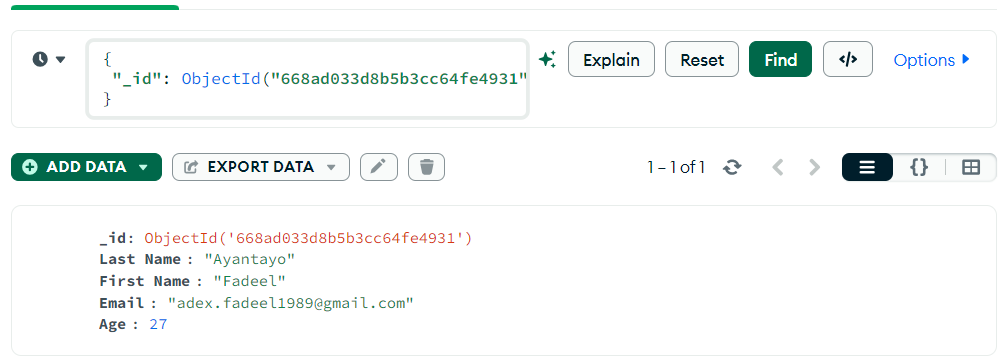 {
"_id": ObjectId("668ad033d8b5b3cc64fe4931"
}
Explain Reset Find </> Options
ADD DATA EXPORT DATA 1 – 1 of 1 {}
_id: ObjectId('668ad033d8b5b3cc64fe4931')
Last Name : "Ayantayo"
First Name : "Fadeel"
Email : "adex.fadeel1989@gmail.com"
Age : 27